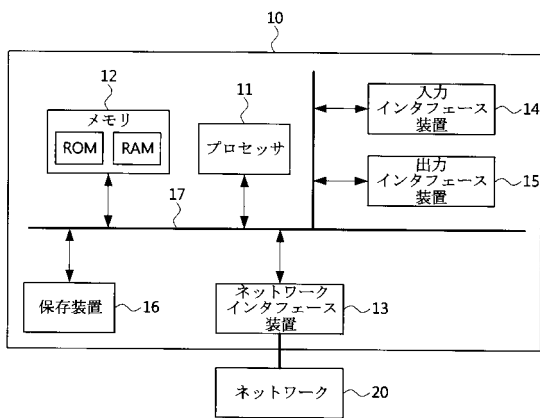 10
12
メモリ
ROM RAM
11
プロセッサ
入力
インタフェース
装置
14
出力
インタフェース
装置
15
17
保存装置
16
ネットワーク
インタフェース
装置
13
ネットワーク
20